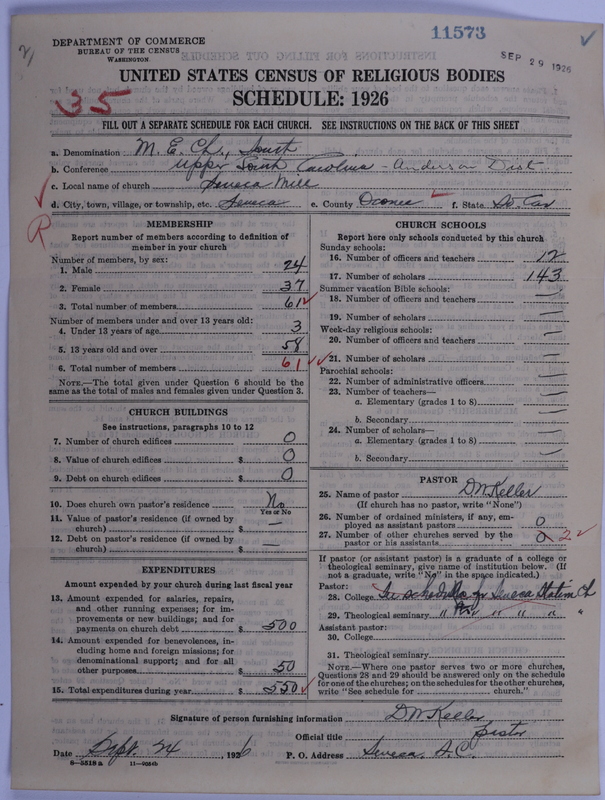 11573
DEPARTMENT OF COMMERCE
BUREAU OF THE CENSUS
WASHINGTON
SEP 29 1926
UNITED STATES CENSUS OF RELIGIOUS BODIES
35
SCHEDULE: 1926
FILL OUT A SEPARATE SCHEDULE FOR EACH CHURCH. SEE INSTRUCTIONS ON THE BACK OF THIS SHEET
a. Denomination M. E. Ch., South
b. Conference Upper South Carolina - Anderson Dist
c. Local name of church Seneca Mill
d. City, town, village, or township, etc. Seneca e. County Oconee f. State So. Car
R
MEMBERSHIP
Report number of members according to definition of
member in your church
Number of members, by sex:
1. Male 24
2. Female 37
3. Total number of members 61
Number of members under and over 13 years old:
4. Under 13 years of age 3
5. 13 years old and over 58
6. Total number of members 61
NOTE.—The total given under Question 6 should be the
same as the total of males and females given under Question 3.
CHURCH BUILDINGS
See instructions, paragraphs 10 to 12
7. Number of church edifices 0
8. Value of church edifices $ 0
9. Debt on church edifices $ 0
10. Does church own pastor's residence No
Yes or No
11. Value of pastor's residence (if owned by
church) $ —
12. Debt on pastor's residence (if owned by
church) $ —
EXPENDITURES
Amount expended by your church during last fiscal year
13. Amount expended for salaries, repairs,
and other running expenses; for im-
provements or new buildings; and for
payments on church debt $ 500
14. Amount expended for benevolences, in-
cluding home and foreign missions; for
denominational support; and for all
other purposes $ 50
15. Total expenditures during year $ 550
CHURCH SCHOOLS
Report here only schools conducted by this church
Sunday schools:
16. Number of officers and teachers 12
17. Number of scholars 143
Summer vacation Bible schools:
18. Number of officers and teachers —
19. Number of scholars —
Week-day religious schools:
20. Number of officers and teachers —
21. Number of scholars —
Parochial schools:
22. Number of administrative officers —
23. Number of teachers—
a. Elementary (grades 1 to 8) —
b. Secondary —
24. Number of scholars—
a. Elementary (grades 1 to 8) —
b. Secondary —
PASTOR
25. Name of pastor D W Keller
(If church has no pastor, write "None")
26. Number of ordained ministers, if any, em-
ployed as assistant pastors 0
27. Number of other churches served by the
pastor or his assistants 0 2
If pastor (or assistant pastor) is a graduate of a college or
theological seminary, give name of institution below. (If
not a graduate, write "No" in the space indicated.)
Pastor:
28. College See schedule for Seneca Station Ch
29. Theological seminary " " " " "
Assistant pastor:
30. College
31. Theological seminary
NOTE.—Where one pastor serves two or more churches,
Questions 28 and 29 should be answered only on the schedule
for one of the churches; on the schedules for the other churches,
write "See schedule for church."
Signature of person furnishing information D W Keller
Official title Pastor
Date Sept. 24, 1926 P. O. Address Seneca. S.C.
8—5518 a 11—9064b